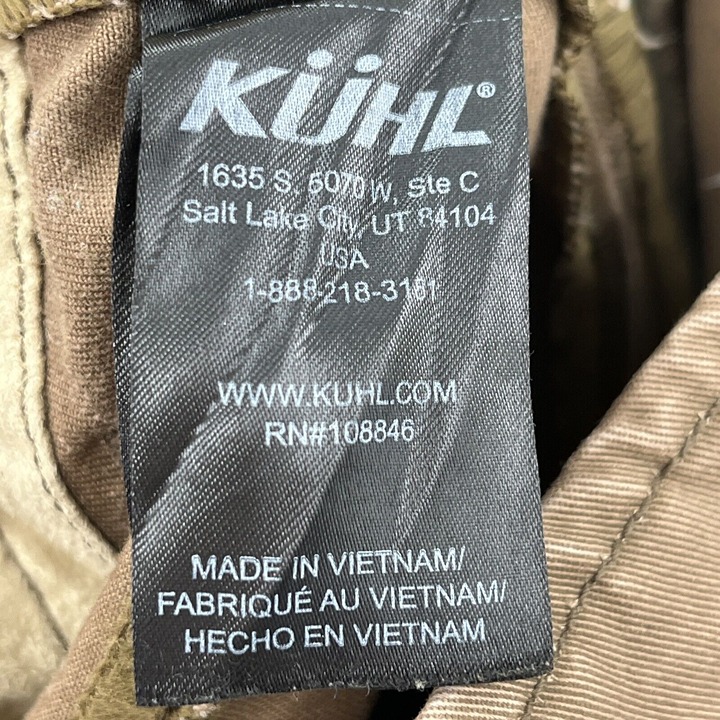 KÜHL®
1635 S, 5070 W, Ste C
Salt Lake City, UT 84104
USA
1-888-218-3161
WWW.KUHL.COM
RN#108846
MADE IN VIETNAM/
FABRIQUÉ AU VIETNAM/
HECHO EN VIETNAM